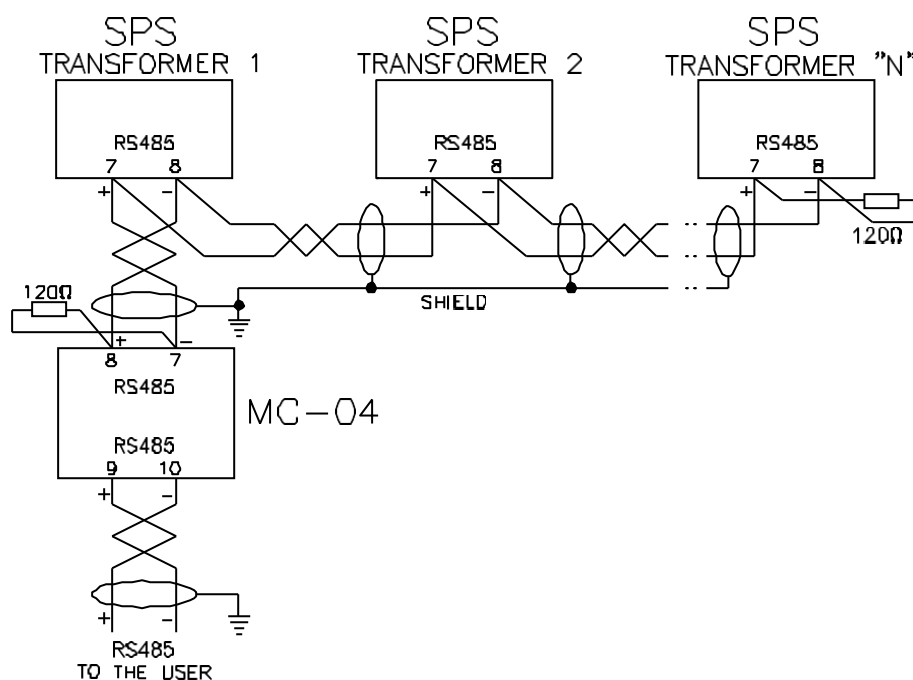 SPS
TRANSFORMER 1
SPS
TRANSFORMER 2
SPS
TRANSFORMER "N"
RS485
7 8
+ -
RS485
7 8
+ -
RS485
7 8
+ -
120Ω
120Ω
SHIELD
+ -
8 7
RS485
MC-04
RS485
9 10
+ -
+ -
RS485
TO THE USER